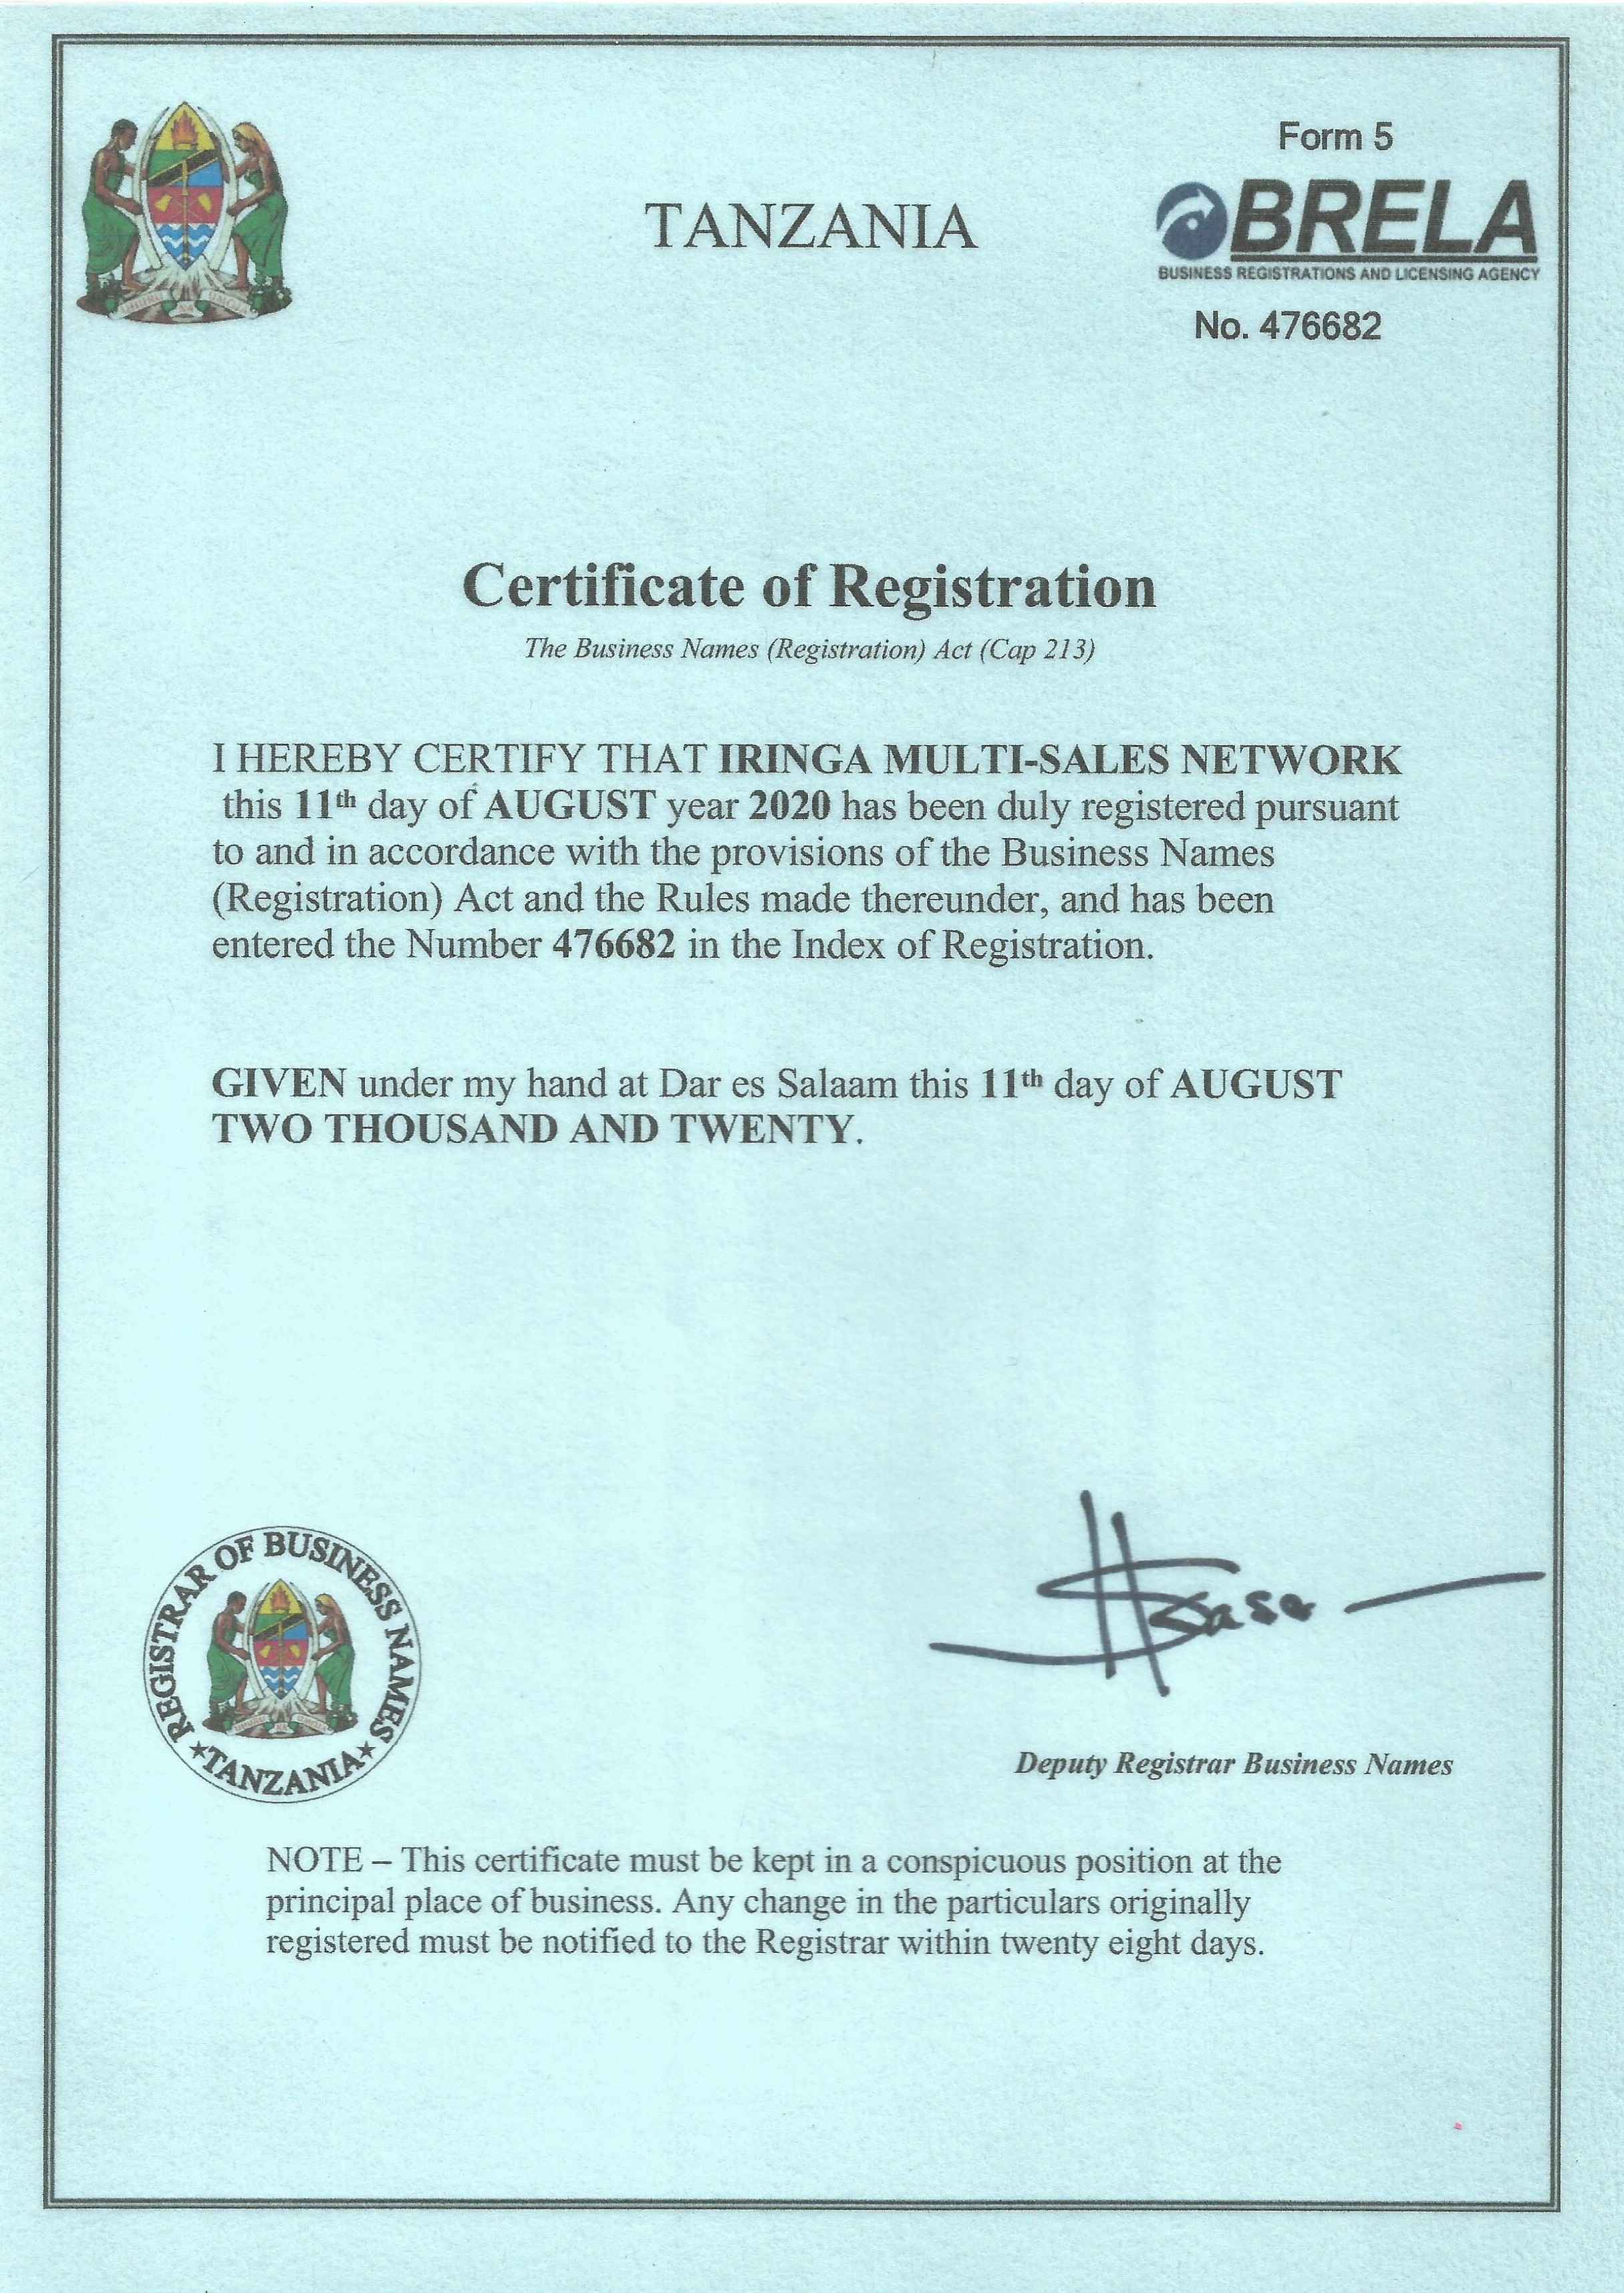 Form 5
TANZANIA
BRELA
BUSINESS REGISTRATIONS AND LICENSING AGENCY
No. 476682
Certificate of Registration
The Business Names (Registration) Act (Cap 213)
I HEREBY CERTIFY THAT IRINGA MULTI-SALES NETWORK
this 11th day of AUGUST year 2020 has been duly registered pursuant
to and in accordance with the provisions of the Business Names
(Registration) Act and the Rules made thereunder, and has been
entered the Number 476682 in the Index of Registration.
GIVEN under my hand at Dar es Salaam this 11th day of AUGUST
TWO THOUSAND AND TWENTY.
REGISTRAR OF BUSINESS NAMES
★TANZANIA★
Deputy Registrar Business Names
NOTE – This certificate must be kept in a conspicuous position at the
principal place of business. Any change in the particulars originally
registered must be notified to the Registrar within twenty eight days.